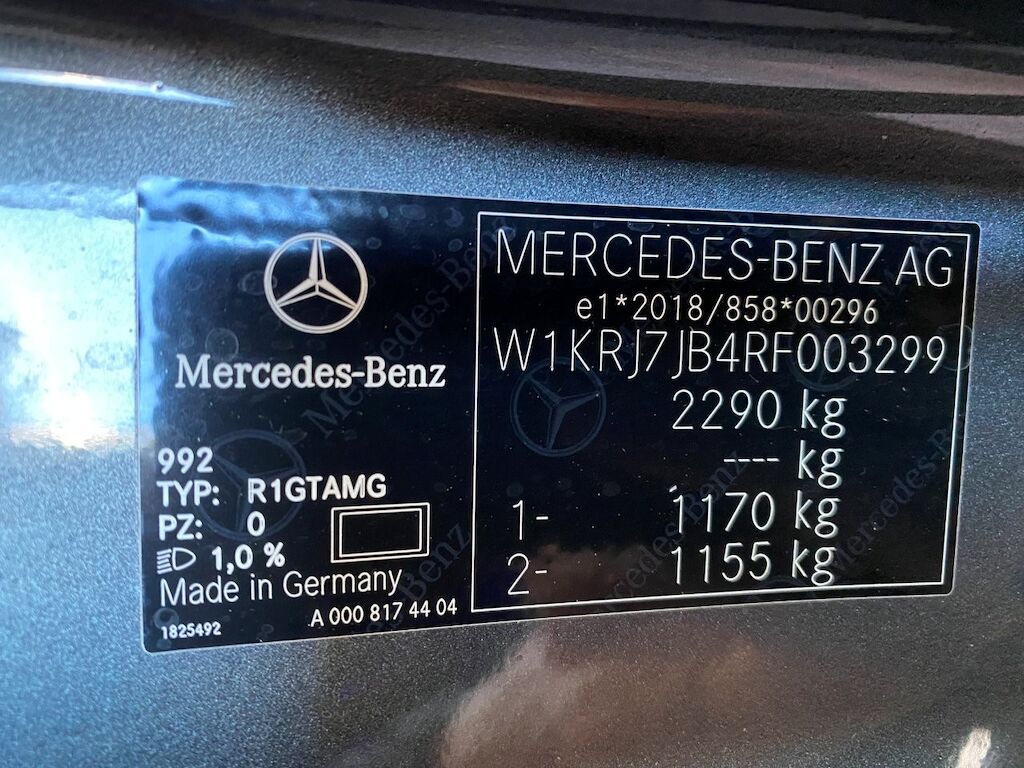 Mercedes-Benz
992
TYP: R1GTAMG
PZ: 0
1,0 %
Made in Germany
A 000 817 44 04
1825492
MERCEDES-BENZ AG
e1*2018/858*00296
W1KRJ7JB4RF003299
2290 kg
---- kg
1- 1170 kg
2- 1155 kg